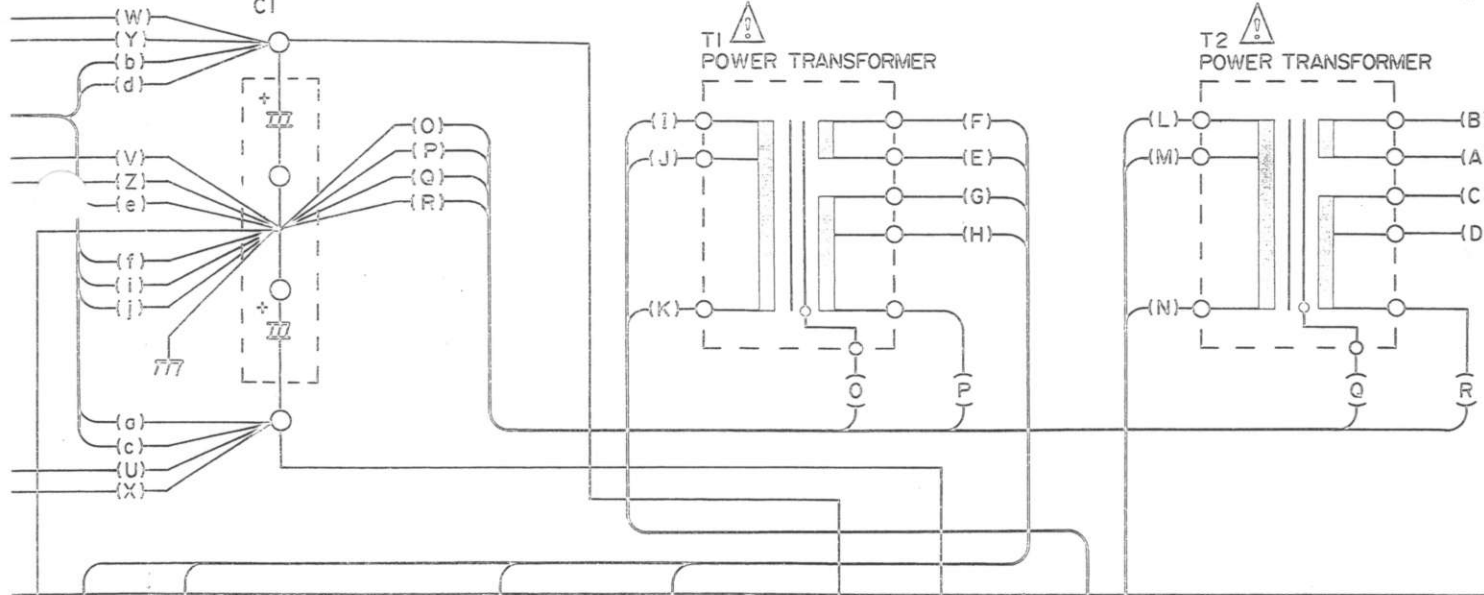 C1
(W)
(Y)
(b)
(d)
+
(V)
(Z)
(e)
(f)
(i)
(j)
+
(a)
(c)
(U)
(X)
(O)
(P)
(Q)
(R)
T1 !
POWER TRANSFORMER
(I)
(J)
(K)
(F)
(E)
(G)
(H)
(O)
(P)
T2 !
POWER TRANSFORMER
(L)
(M)
(N)
(B
(A
(C
(D
(Q)
(R)